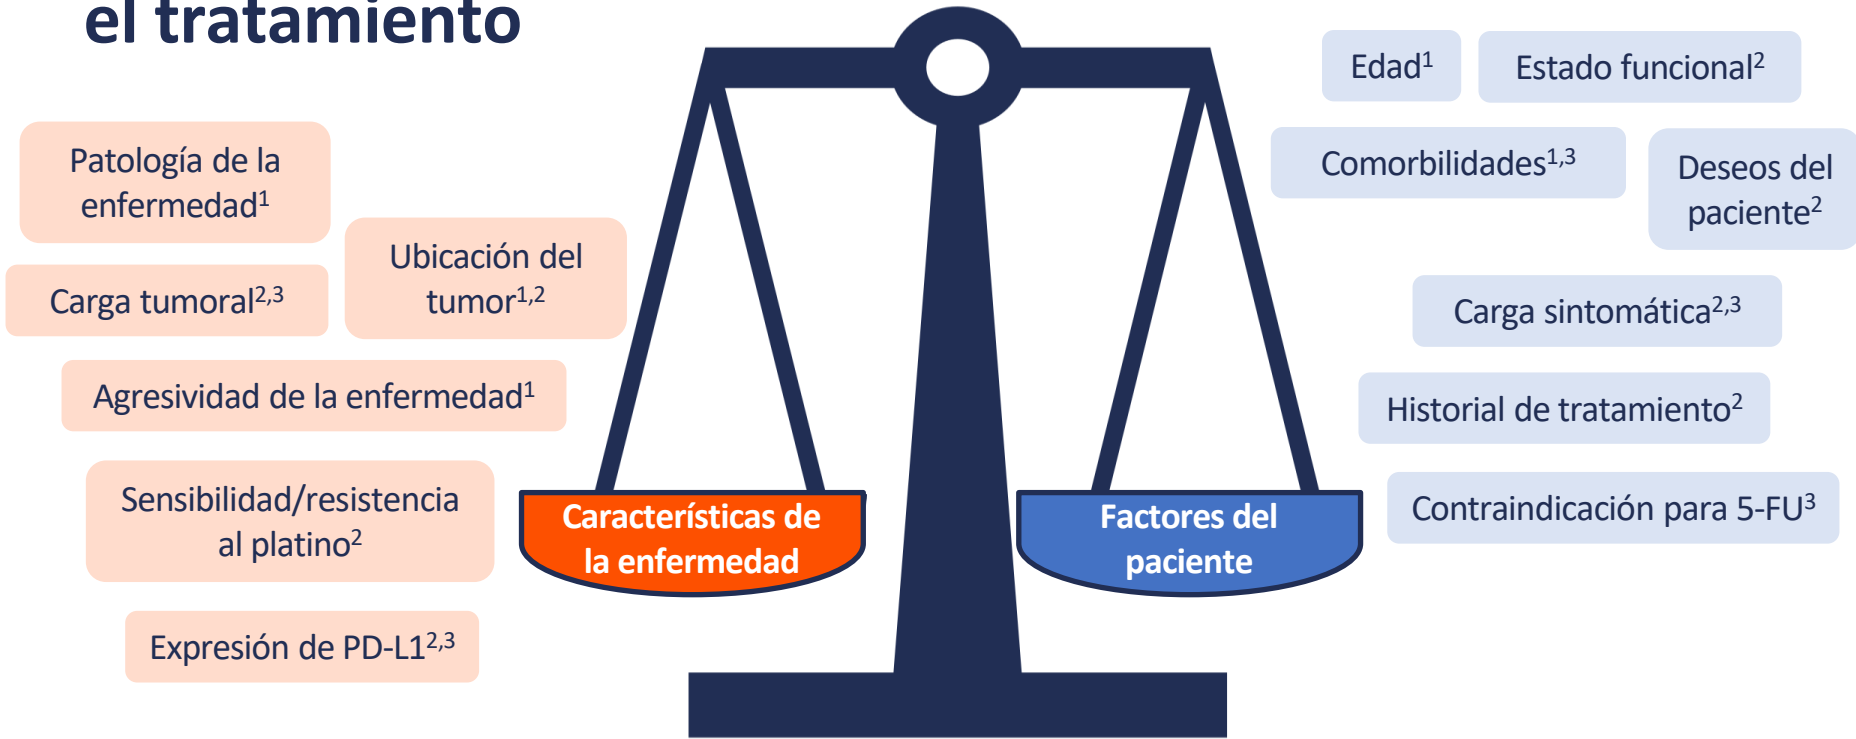 el tratamiento
Patología de la
enfermedad1
Ubicación del
tumor1,2
Carga tumoral2,3
Agresividad de la enfermedad1
Sensibilidad/resistencia
al platino2
Expresión de PD-L12,3
Características de
la enfermedad
Factores del
paciente
Edad1
Estado funcional2
Comorbilidades1,3
Deseos del
paciente2
Carga sintomática2,3
Historial de tratamiento2
Contraindicación para 5-FU3